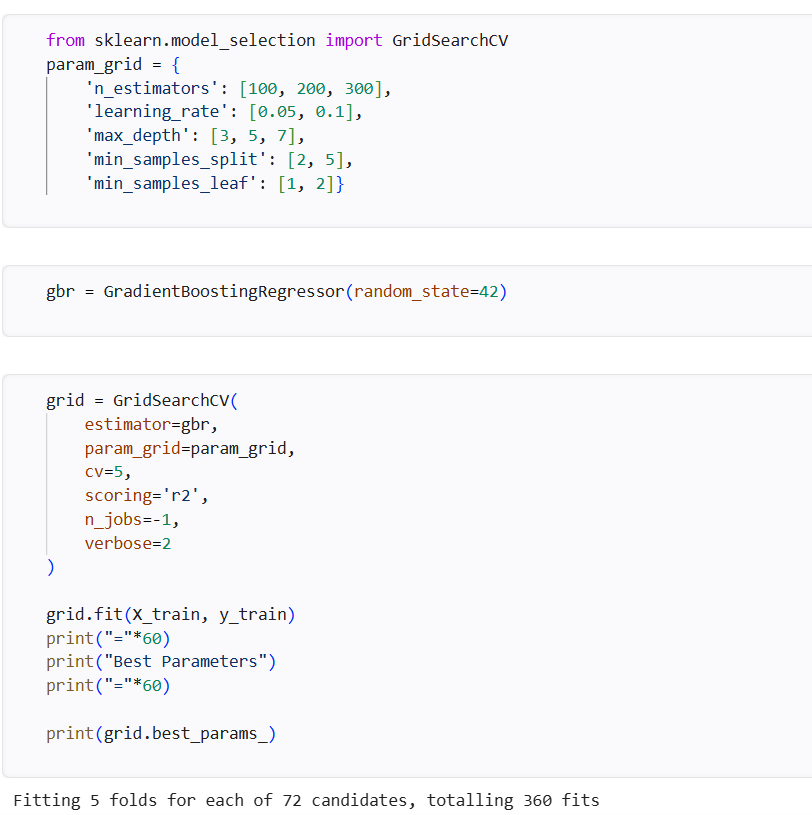 from sklearn.model_selection import GridSearchCV
param_grid = {
    'n_estimators': [100, 200, 300],
    'learning_rate': [0.05, 0.1],
    'max_depth': [3, 5, 7],
    'min_samples_split': [2, 5],
    'min_samples_leaf': [1, 2]}
gbr = GradientBoostingRegressor(random_state=42)
grid = GridSearchCV(
    estimator=gbr,
    param_grid=param_grid,
    cv=5,
    scoring='r2',
    n_jobs=-1,
    verbose=2
)
grid.fit(X_train, y_train)
print("="*60)
print("Best Parameters")
print("="*60)
print(grid.best_params_)
Fitting 5 folds for each of 72 candidates, totalling 360 fits